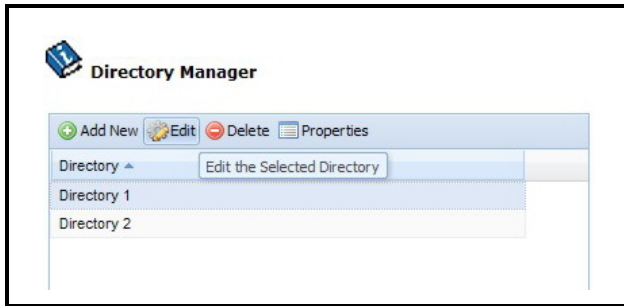 Directory Manager
Add New Edit Delete Properties
Directory
Edit the Selected Directory
Directory 1
Directory 2